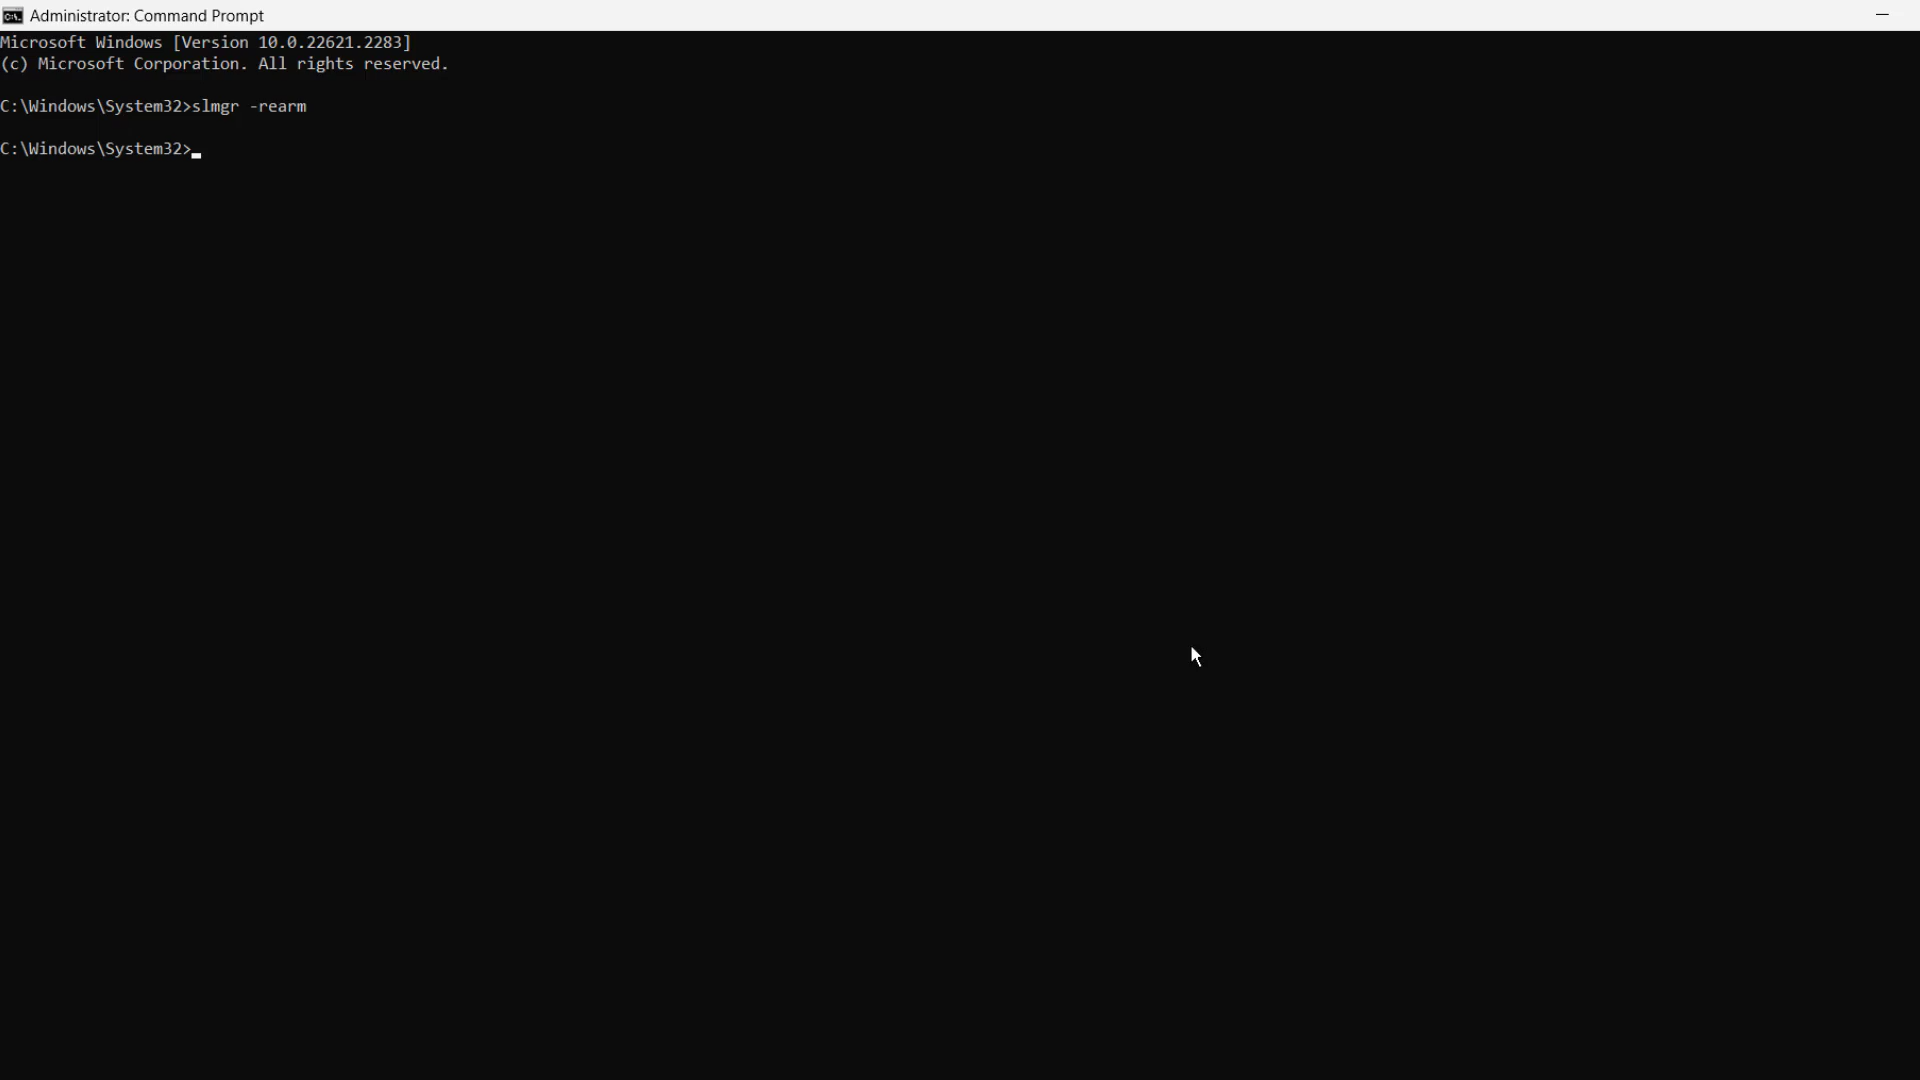 Administrator: Command Prompt
Microsoft Windows [Version 10.0.22621.2283]
(c) Microsoft Corporation. All rights reserved.
C:\Windows\System32>slmgr -rearm
C:\Windows\System32>